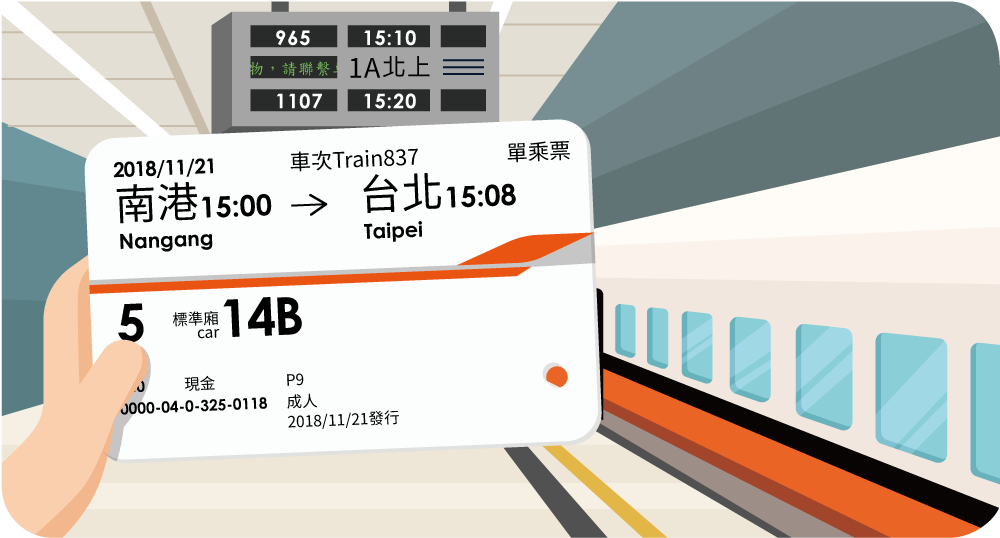 965 15:10
物，請聯繫 1A北上
1107 15:20
2018/11/21 車次Train837 單乘票
南港15:00 → 台北15:08
Nangang Taipei
5 標準廂 car 14B
現金 P9
0000-04-0-325-0118 成人
2018/11/21發行